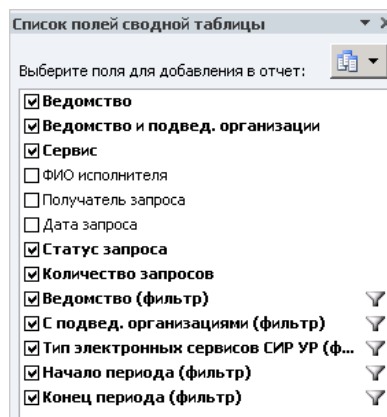 Список полей сводной таблицы
Выберите поля для добавления в отчет:
Ведомство
Ведомство и подвед. организации
Сервис
ФИО исполнителя
Получатель запроса
Дата запроса
Статус запроса
Количество запросов
Ведомство (фильтр)
С подвед. организациями (фильтр)
Тип электронных сервисов СИР УР (ф...
Начало периода (фильтр)
Конец периода (фильтр)